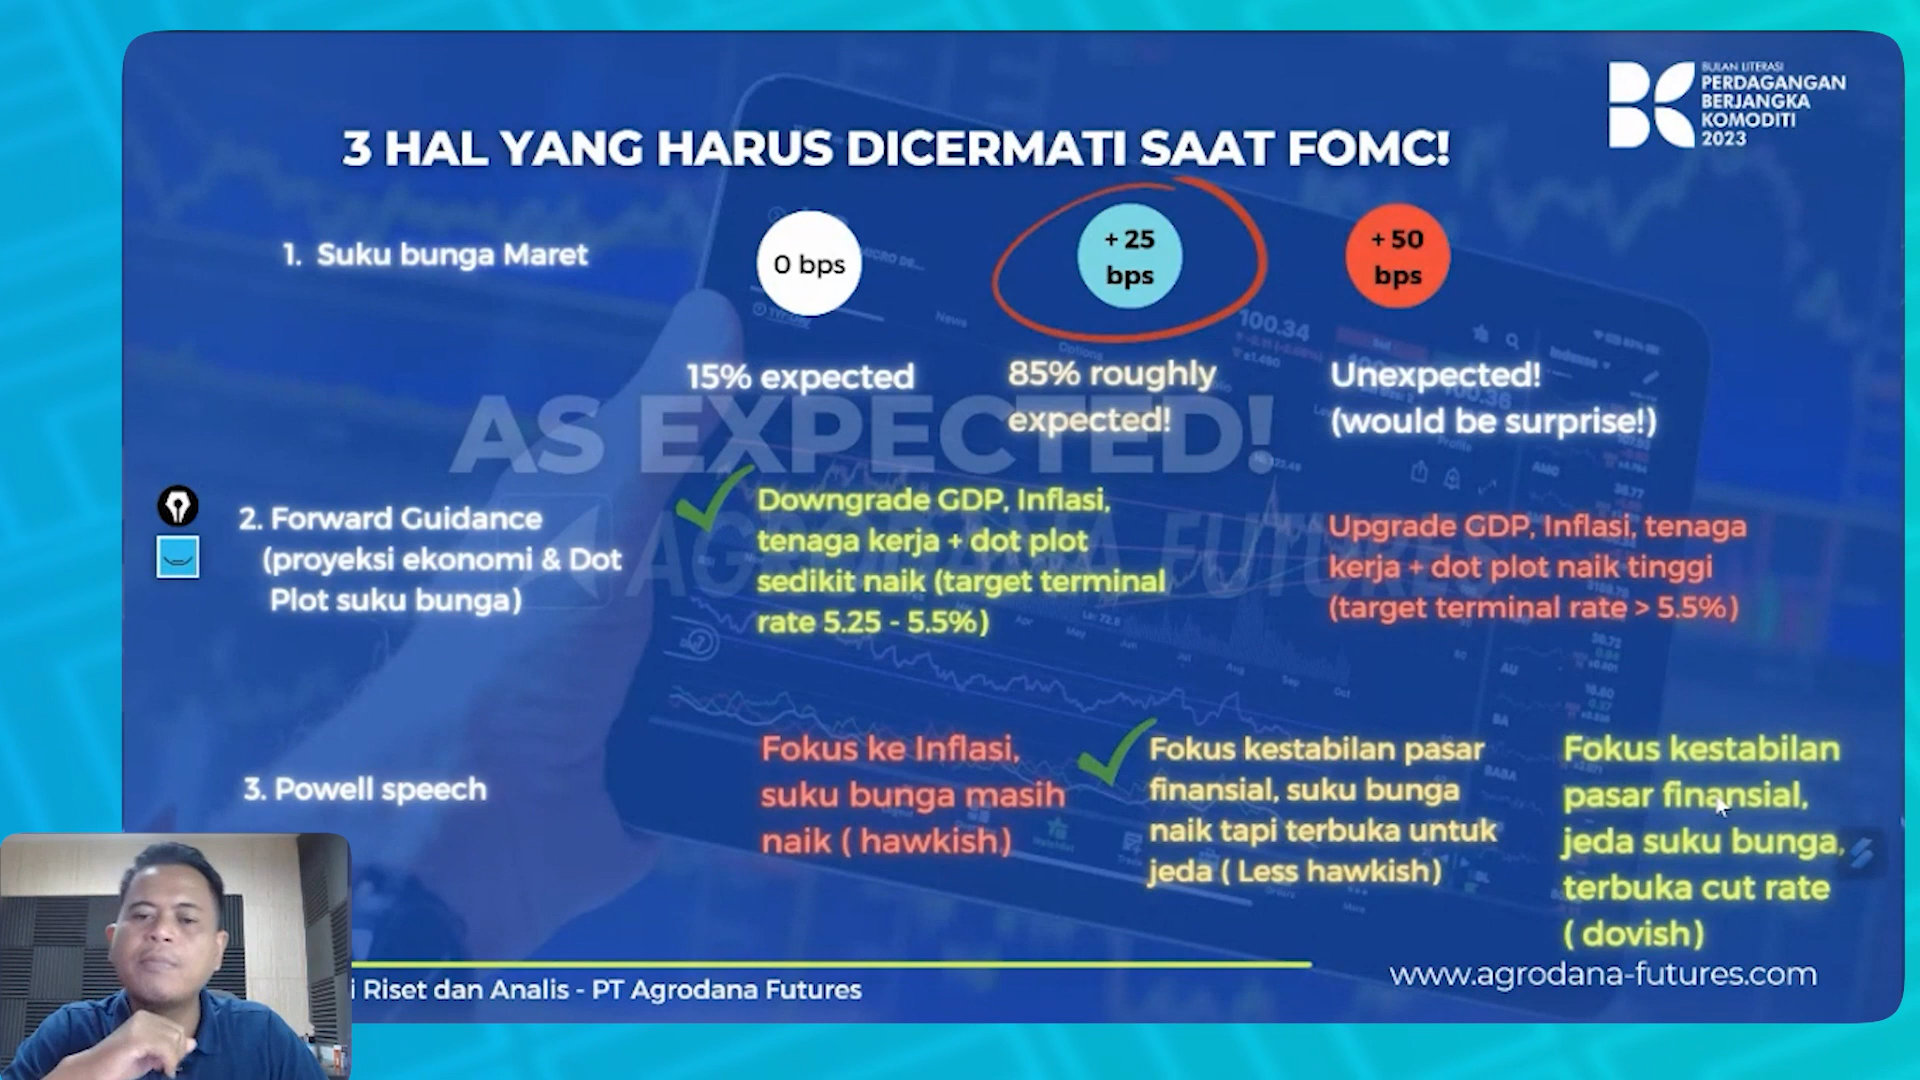 BULAN LITERASI
PERDAGANGAN
BERJANGKA
KOMODITI
2023
3 HAL YANG HARUS DICERMATI SAAT FOMC!
1. Suku bunga Maret
0 bps
+ 25
bps
+ 50
bps
15% expected
85% roughly
expected!
Unexpected!
(would be surprise!)
AS EXPECTED!
AGRODANA FUTURES
2. Forward Guidance
(proyeksi ekonomi & Dot
Plot suku bunga)
Downgrade GDP, Inflasi,
tenaga kerja + dot plot
sedikit naik (target terminal
rate 5.25 - 5.5%)
Upgrade GDP, Inflasi, tenaga
kerja + dot plot naik tinggi
(target terminal rate > 5.5%)
3. Powell speech
Fokus ke Inflasi,
suku bunga masih
naik ( hawkish)
Fokus kestabilan pasar
finansial, suku bunga
naik tapi terbuka untuk
jeda ( Less hawkish)
Fokus kestabilan
pasar finansial,
jeda suku bunga,
terbuka cut rate
( dovish)
i Riset dan Analis - PT Agrodana Futures
www.agrodana-futures.com
100.34
News
Options